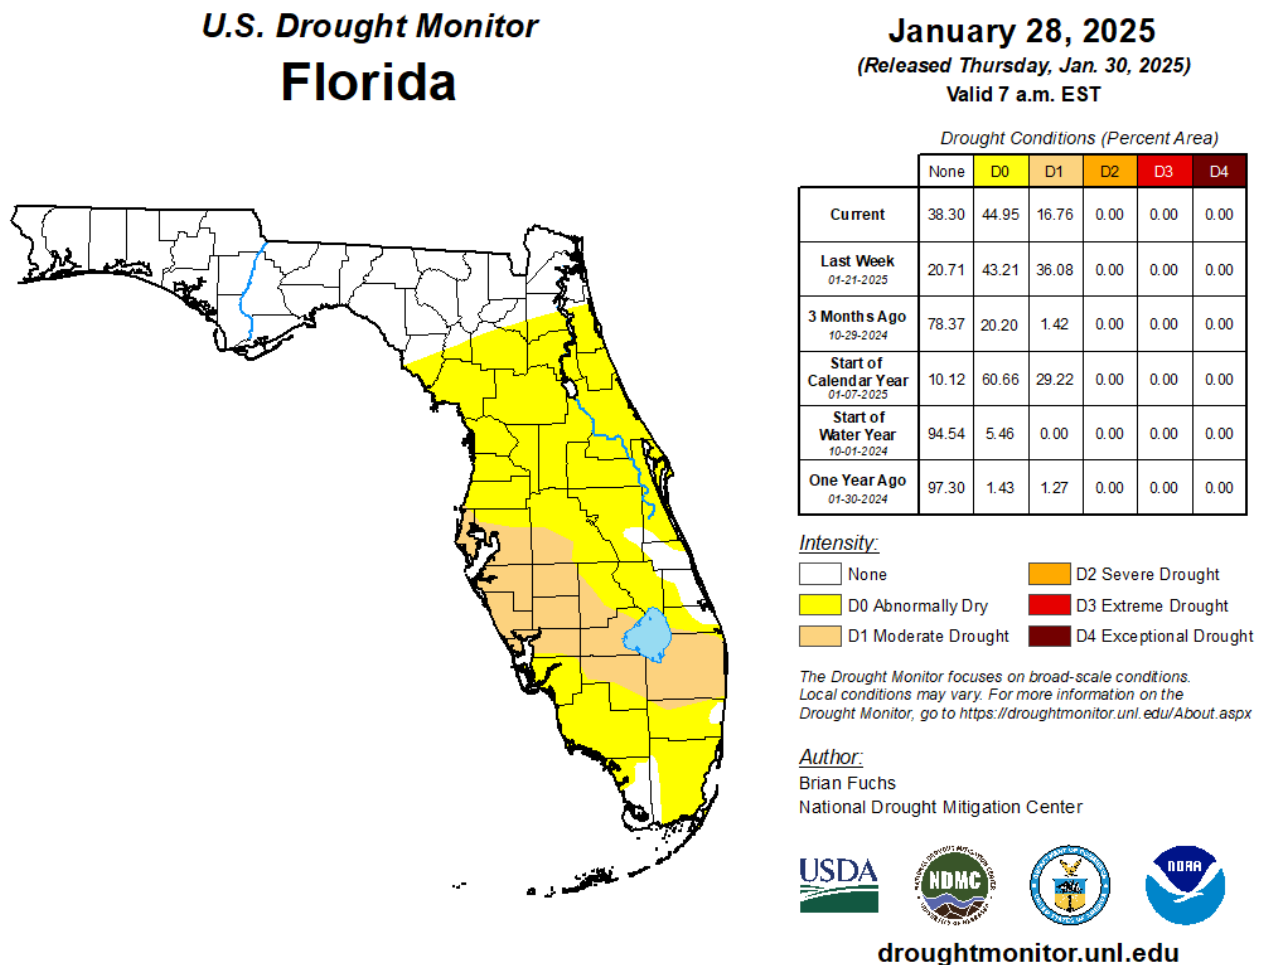 U.S. Drought Monitor
Florida
January 28, 2025
(Released Thursday, Jan. 30, 2025)
Valid 7 a.m. EST
Drought Conditions (Percent Area)
None D0 D1 D2 D3 D4
Current 38.30 44.95 16.76 0.00 0.00 0.00
Last Week
01-21-2025 20.71 43.21 36.08 0.00 0.00 0.00
3 Months Ago
10-29-2024 78.37 20.20 1.42 0.00 0.00 0.00
Start of
Calendar Year
01-07-2025 10.12 60.66 29.22 0.00 0.00 0.00
Start of
Water Year
10-01-2024 94.54 5.46 0.00 0.00 0.00 0.00
One Year Ago
01-30-2024 97.30 1.43 1.27 0.00 0.00 0.00
Intensity:
None
D0 Abnormally Dry
D1 Moderate Drought
D2 Severe Drought
D3 Extreme Drought
D4 Exceptional Drought
The Drought Monitor focuses on broad-scale conditions.
Local conditions may vary. For more information on the
Drought Monitor, go to https://droughtmonitor.unl.edu/About.aspx
Author:
Brian Fuchs
National Drought Mitigation Center
USDA
NDMC
NOAA
droughtmonitor.unl.edu